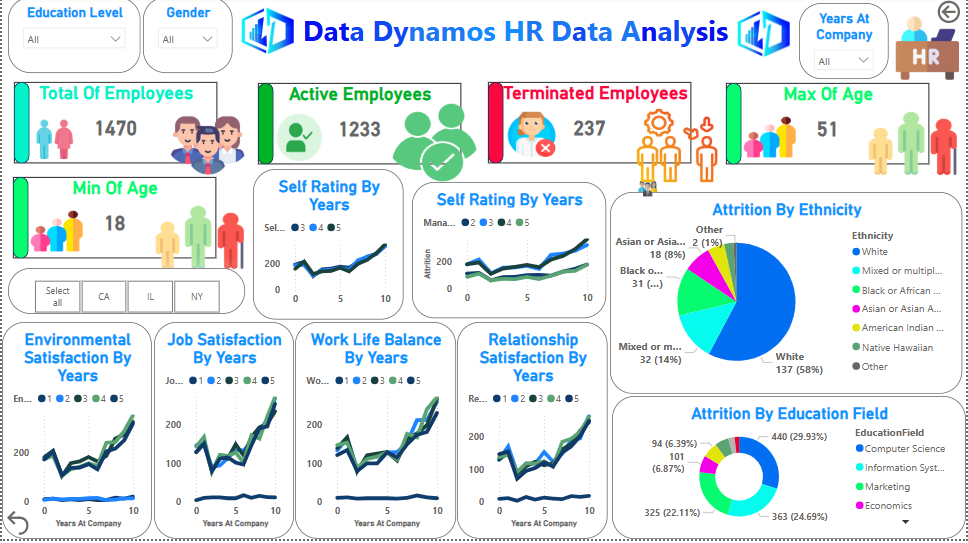 Education Level
All
Gender
All
Data Dynamos HR Data Analysis
Years At
Company
All
HR
Total Of Employees
1470
Active Employees
1233
Terminated Employees
237
Max Of Age
51
Min Of Age
18
Select
all
CA
IL
NY
Self Rating By
Years
Sel... 3 4 5
200
0
0 5 10
Self Rating By Years
Mana... 2 3 4 5
Attrition
200
0
0 5 10
Attrition By Ethnicity
Other
2 (1%)
Asian or Asia...
18 (8%)
Black o...
31 (...)
Mixed or m...
32 (14%)
White
137 (58%)
Ethnicity
White
Mixed or multipl...
Black or African ...
Asian or Asian A...
American Indian ...
Native Hawaiian
Other
Environmental
Satisfaction By
Years
En... 1 2 3 4 5
200
0
0 5 10
Years At Company
Job Satisfaction
By Years
Jo... 1 2 3 4 5
200
100
0
0 5 10
Years At Company
Work Life Balance
By Years
Wo... 1 2 3 4 5
200
100
0
0 5 10
Years At Company
Relationship
Satisfaction By
Years
Re... 1 2 3 4 5
200
100
0
0 5 10
Years At Company
Attrition By Education Field
94 (6.39%)
101
(6.87%)
325 (22.11%)
440 (29.93%)
363 (24.69%)
EducationField
Computer Science
Information Syst...
Marketing
Economics